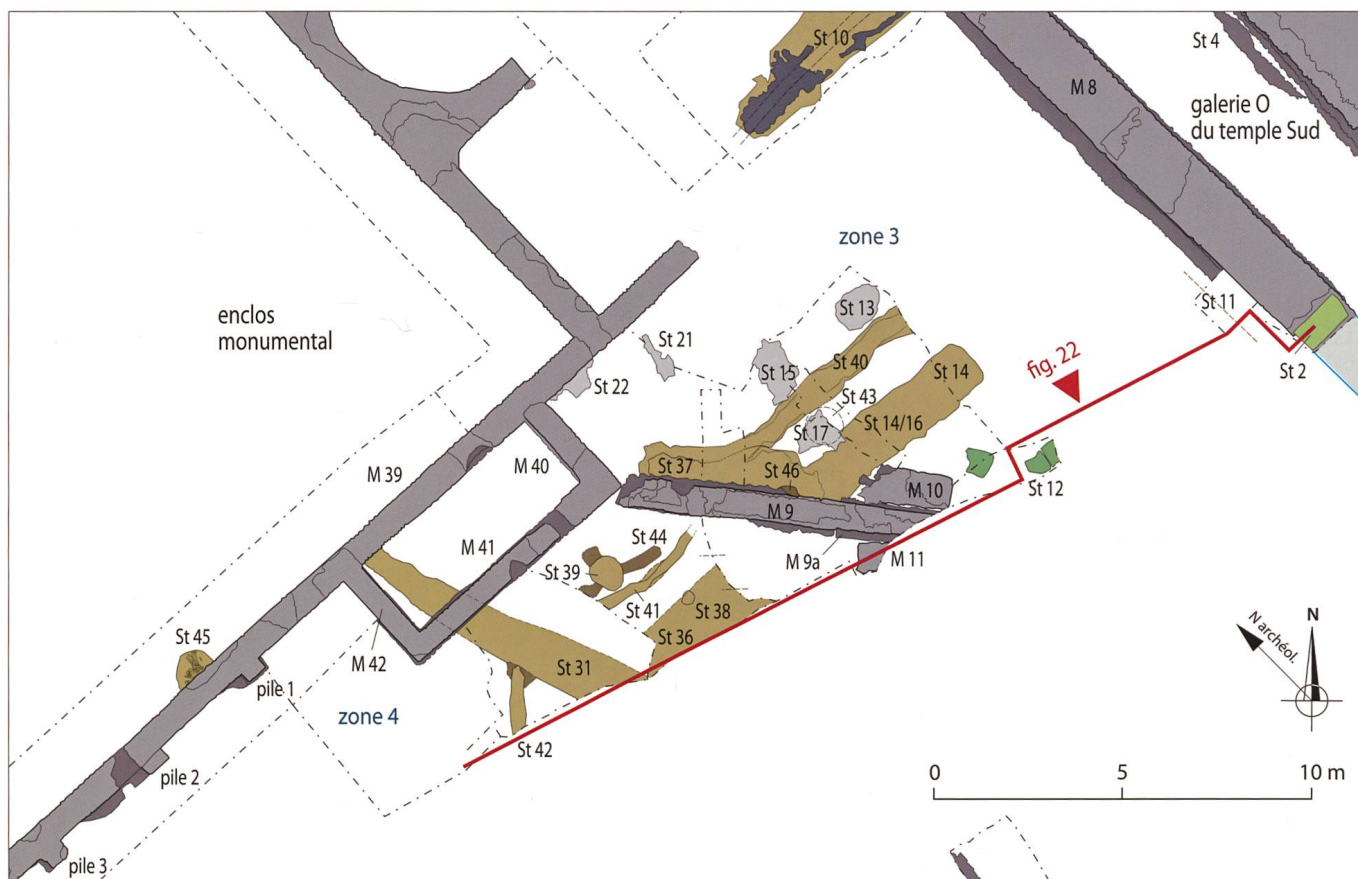 St 10
St 4
M 8
galerie O
du temple Sud
zone 3
enclos
monumental
St 11
St 13
St 21
St 40
St 15
St 14
St 22
fig. 22
St 2
St 43
St 17
St 14/16
M 40
M 39
St 37
St 46
M 10
St 12
M 9
M 41
St 44
M 9a
M 11
St 39
St 41
St 38
St 36
N
N archéol.
St 45
M 42
St 31
pile 1
zone 4
St 42
pile 2
0 5 10 m
pile 3